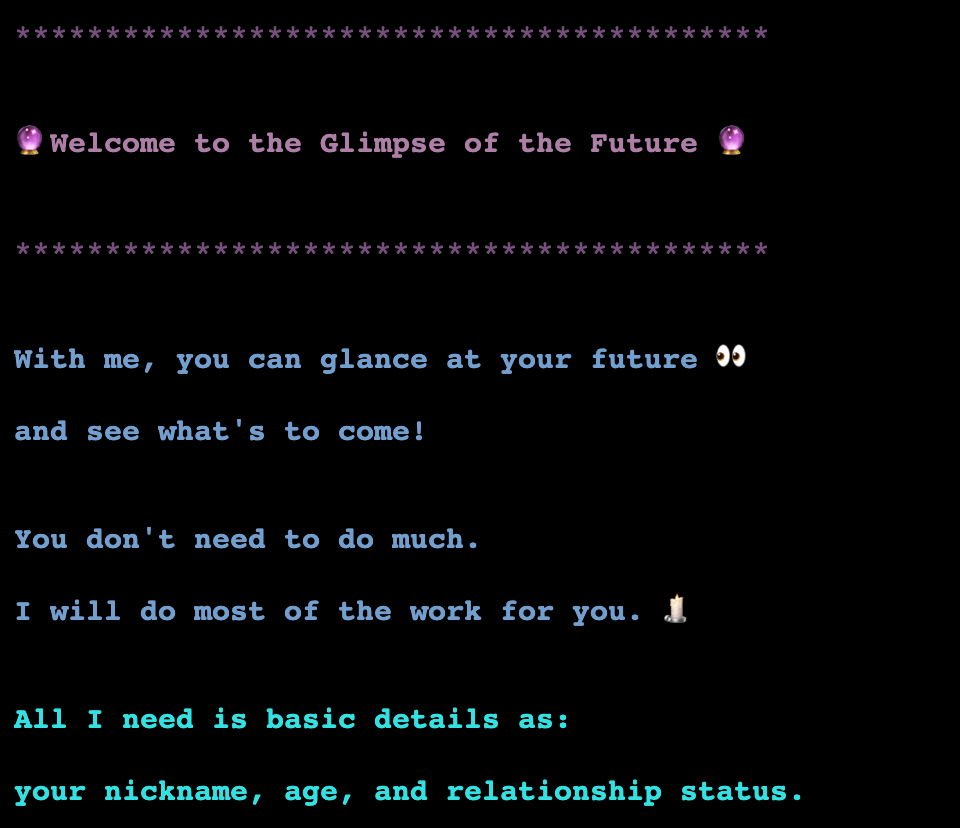 ******************************************
🔮Welcome to the Glimpse of the Future 🔮
******************************************
With me, you can glance at your future 👀
and see what's to come!
You don't need to do much.
I will do most of the work for you. 🕯️
All I need is basic details as:
your nickname, age, and relationship status.